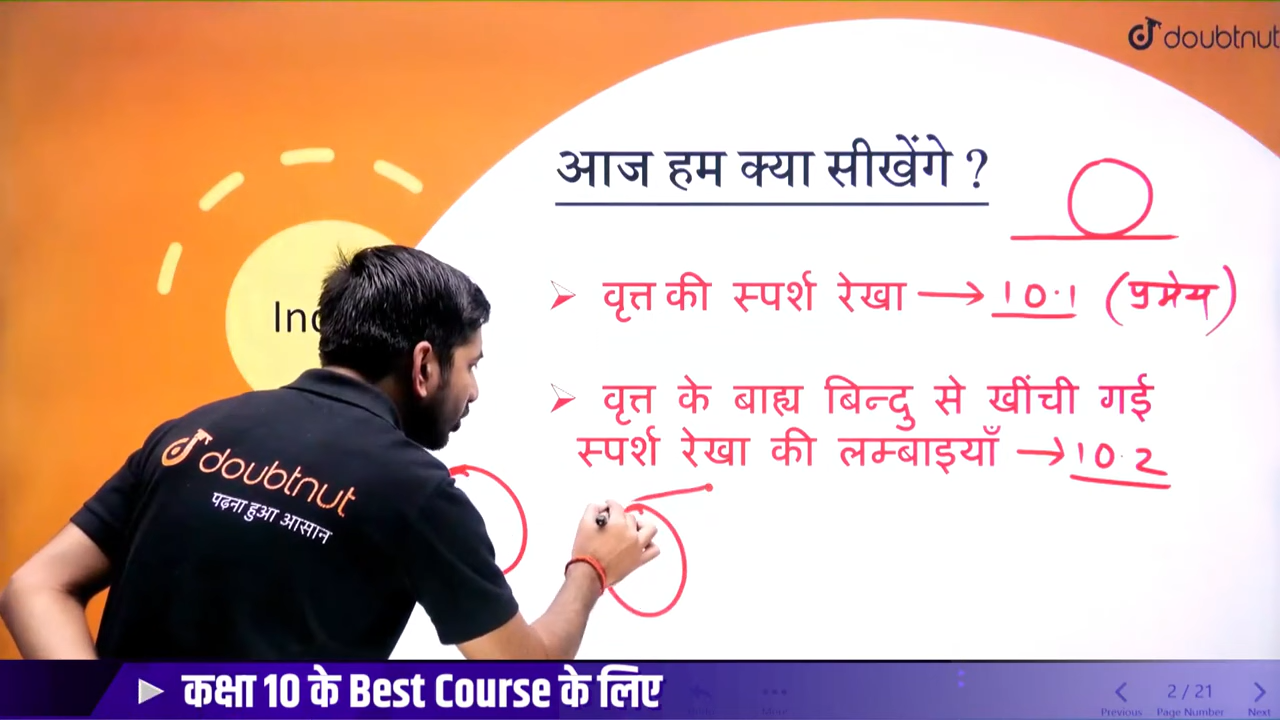 doubtnut
आज हम क्या सीखेंगे ?
वृत्त की स्पर्श रेखा → 10.1 (प्रमेय)
वृत्त के बाह्य बिन्दु से खींची गई
स्पर्श रेखा की लम्बाइयाँ → 10.2
doubtnut
पढ़ना हुआ आसान
कक्षा 10 के Best Course के लिए
2 / 21
Previous Page Number Next